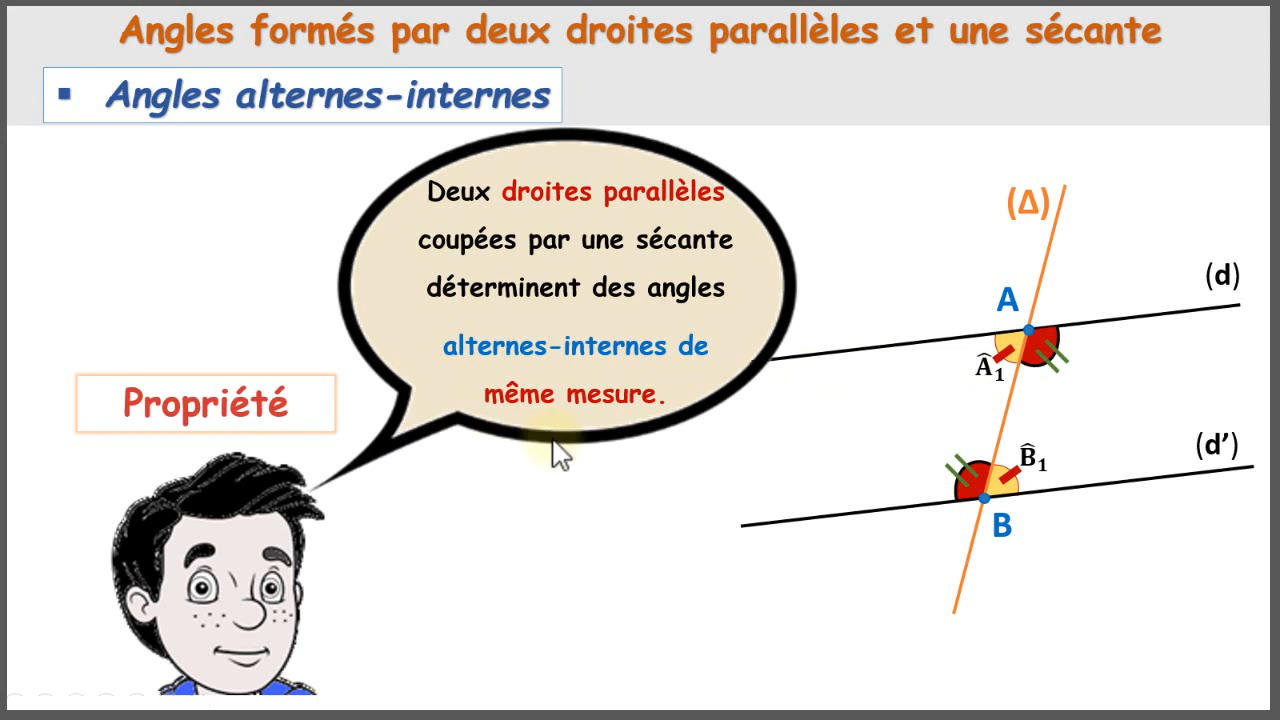 Angles formés par deux droites parallèles et une sécante
▪ Angles alternes-internes
Deux droites parallèles
coupées par une sécante
déterminent des angles
alternes-internes de
même mesure.
Propriété
(Δ)
(d)
A
Â₁
(d’)
B̂₁
B